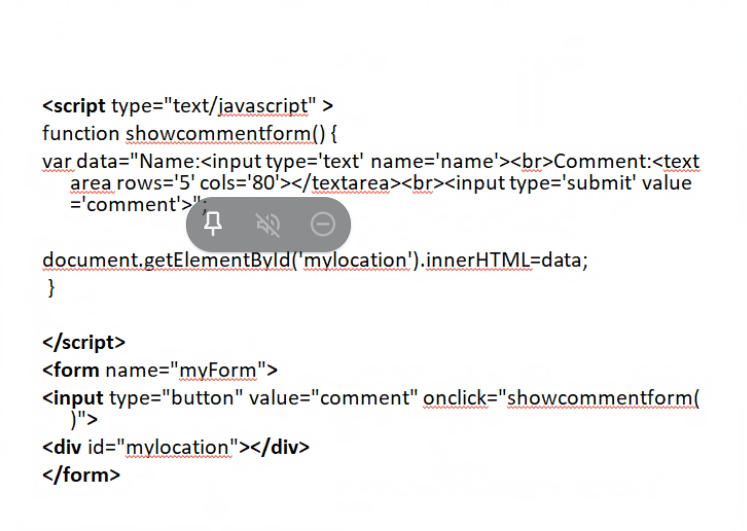 <script type="text/javascript" >
function showcommentform() {
var data="Name:<input type='text' name='name'><br>Comment:<text
area rows='5' cols='80'></textarea><br><input type='submit' value
='comment'>";
document.getElementById('mylocation').innerHTML=data;
}
</script>
<form name="myForm">
<input type="button" value="comment" onclick="showcommentform(
)">
<div id="mylocation"></div>
</form>